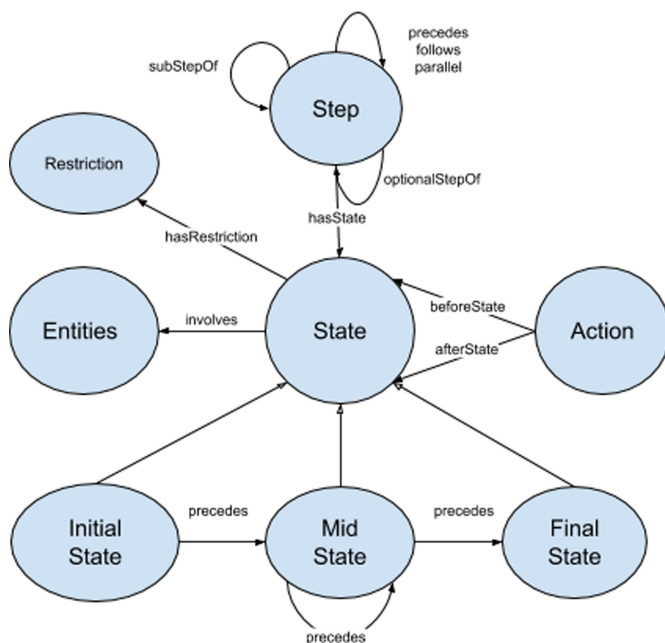 precedes
follows
parallel
subStepOf
Step
Restriction
optionalStepOf
hasState
hasRestriction
beforeState
Entities
involves
State
Action
afterState
precedes
precedes
Initial
State
Mid
State
Final
State
precedes